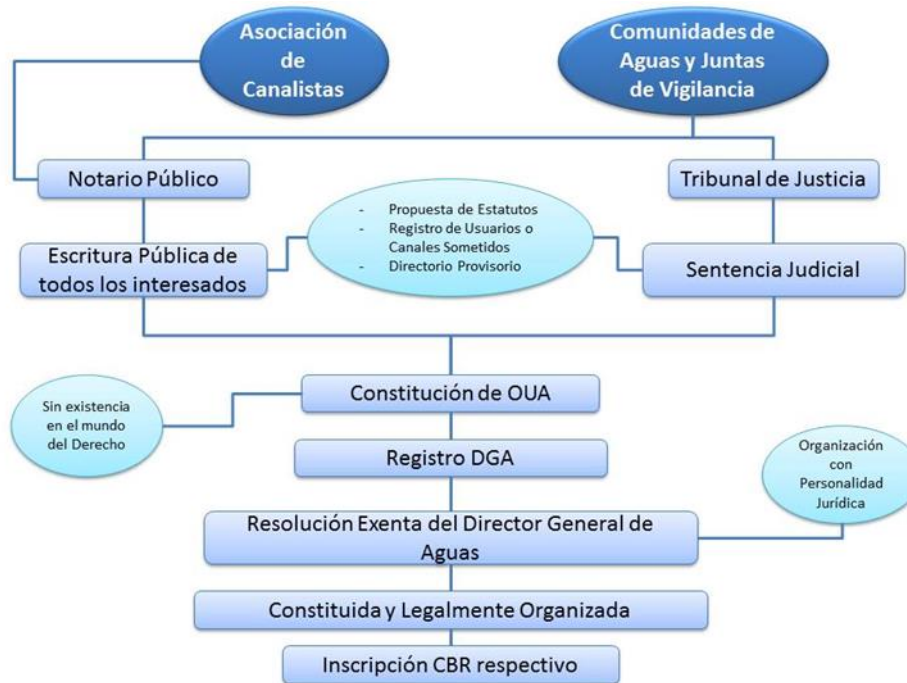 Asociación
de
Canalistas
Comunidades de
Aguas y Juntas
de Vigilancia
Notario Público
Tribunal de Justicia
- Propuesta de Estatutos
- Registro de Usuarios o
Canales Sometidos
- Directorio Provisorio
Escritura Pública de
todos los interesados
Sentencia Judicial
Constitución de OUA
Sin existencia
en el mundo
del Derecho
Registro DGA
Organización
con
Personalidad
Jurídica
Resolución Exenta del Director General de
Aguas
Constituida y Legalmente Organizada
Inscripción CBR respectivo